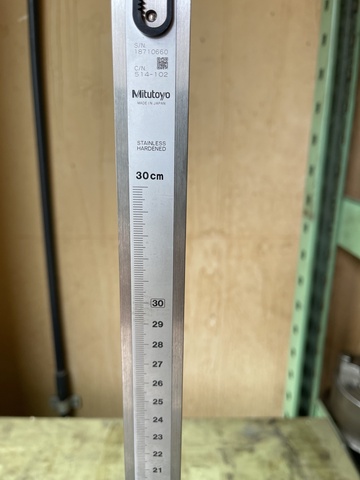 S/N.
18710660
C/N.
514-102
Mitutoyo
MADE IN JAPAN
STAINLESS
HARDENED
30cm
30
29
28
27
26
25
24
23
22
21